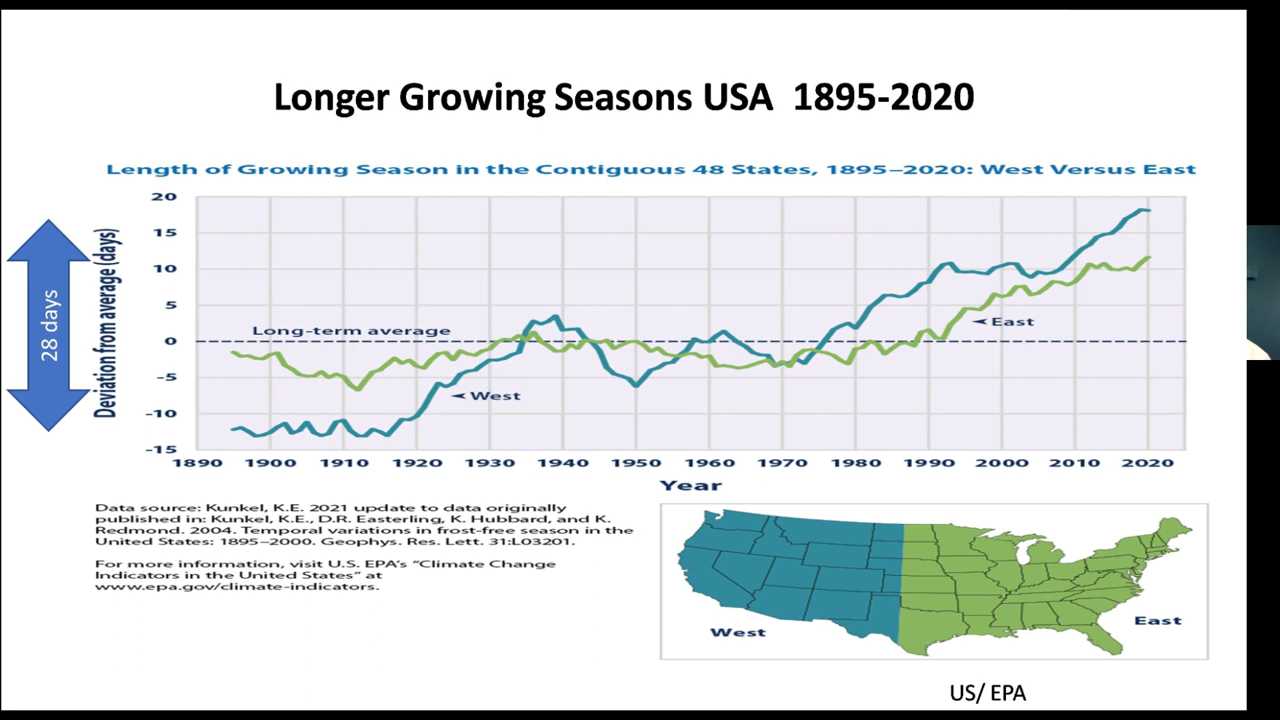 Longer Growing Seasons USA 1895-2020
Length of Growing Season in the Contiguous 48 States, 1895–2020: West Versus East
28 days
Deviation from average (days)
20
15
10
5
0
-5
-10
-15
Long-term average
East
West
1890 1900 1910 1920 1930 1940 1950 1960 1970 1980 1990 2000 2010 2020
Year
Data source: Kunkel, K.E. 2021 update to data originally
published in: Kunkel, K.E., D.R. Easterling, K. Hubbard, and K.
Redmond. 2004. Temporal variations in frost-free season in the
United States: 1895–2000. Geophys. Res. Lett. 31:L03201.
For more information, visit U.S. EPA's "Climate Change
Indicators in the United States" at
www.epa.gov/climate-indicators.
West
East
US/ EPA